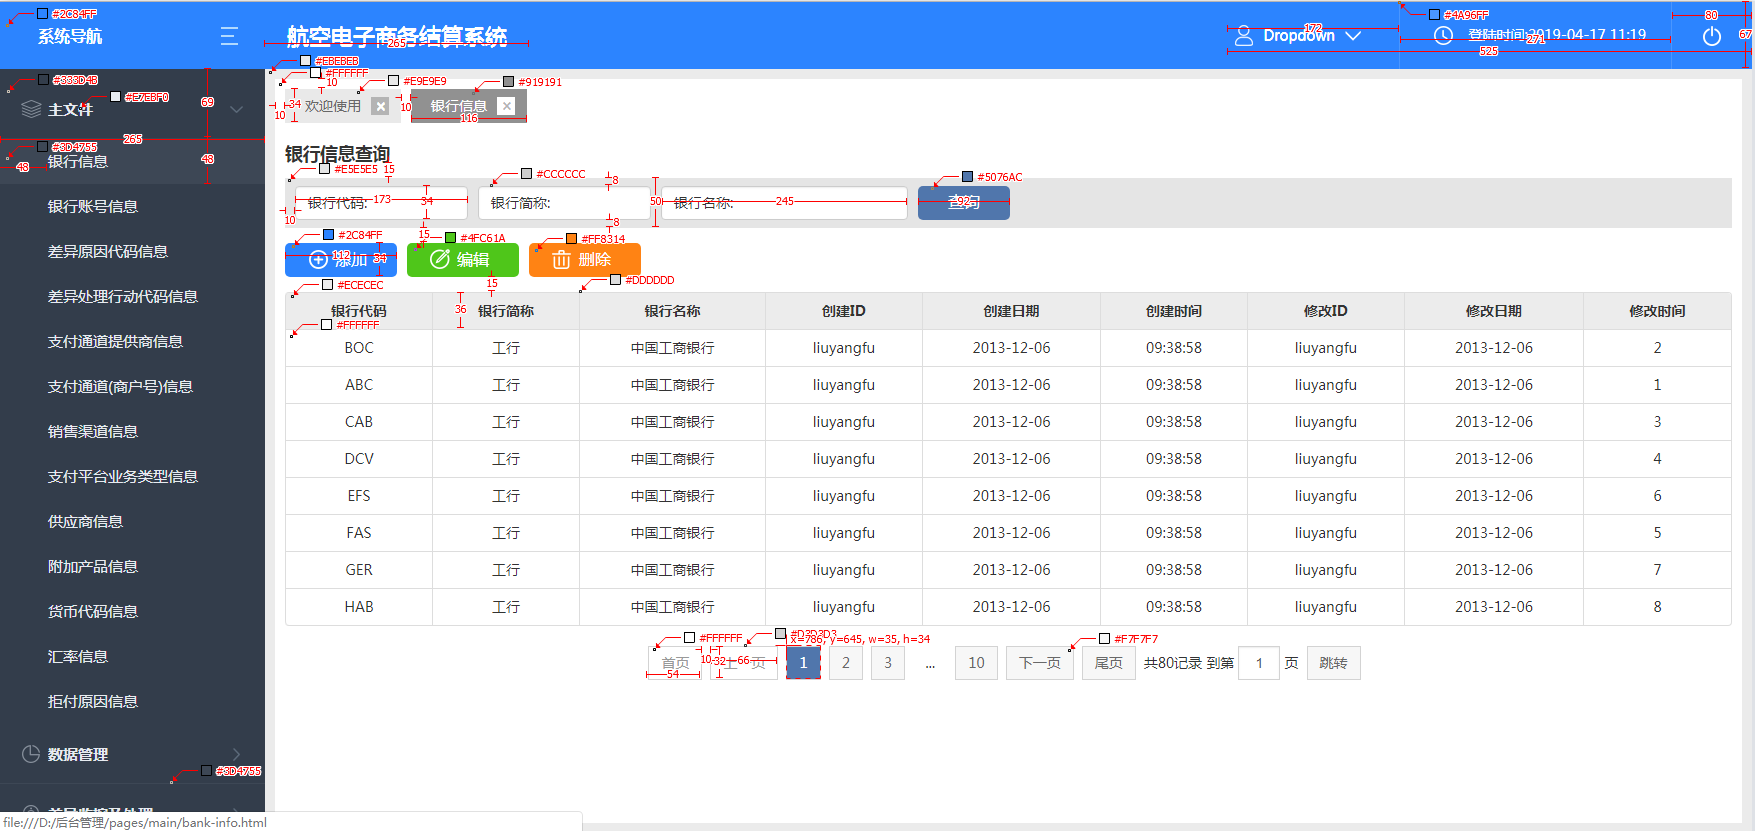 #2C84FF
系统导航
航空电子商务结算系统
265
172
Dropdown
#4A96FF
登陆时间:2019-04-17 11:19
271
525
80
67
#EBEBEB
#FFFFFF
10
#E9E9E9
#919191
34
10
欢迎使用
10
银行信息
116
#333D4B
#E7EBF0
69
主文件
265
#3D4755
48
48
银行信息
银行账号信息
差异原因代码信息
差异处理行动代码信息
支付通道提供商信息
支付通道(商户号)信息
销售渠道信息
支付平台业务类型信息
供应商信息
附加产品信息
货币代码信息
汇率信息
拒付原因信息
数据管理
#3D4755
差异监控及处理
file:///D:/后台管理/pages/main/bank-info.html
银行信息查询
#E5E5E5
15
#CCCCCC
8
#5076AC
银行代码:
173
34
银行简称:
50
银行名称:
245
查询
92
10
8
#2C84FF
15
#4FC61A
#FF8314
添加
112
34
编辑
删除
#ECECEC
15
#DDDDDD
36
#FFFFFF
银行代码 银行简称 银行名称 创建ID 创建日期 创建时间 修改ID 修改日期 修改时间
BOC 工行 中国工商银行 liuyangfu 2013-12-06 09:38:58 liuyangfu 2013-12-06 2
ABC 工行 中国工商银行 liuyangfu 2013-12-06 09:38:58 liuyangfu 2013-12-06 1
CAB 工行 中国工商银行 liuyangfu 2013-12-06 09:38:58 liuyangfu 2013-12-06 3
DCV 工行 中国工商银行 liuyangfu 2013-12-06 09:38:58 liuyangfu 2013-12-06 4
EFS 工行 中国工商银行 liuyangfu 2013-12-06 09:38:58 liuyangfu 2013-12-06 6
FAS 工行 中国工商银行 liuyangfu 2013-12-06 09:38:58 liuyangfu 2013-12-06 5
GER 工行 中国工商银行 liuyangfu 2013-12-06 09:38:58 liuyangfu 2013-12-06 7
HAB 工行 中国工商银行 liuyangfu 2013-12-06 09:38:58 liuyangfu 2013-12-06 8
#FFFFFF
#D3D3D3
x=786, y=645, w=35, h=34
#F7F7F7
首页 上一页 1 2 3 ... 10 下一页 尾页 共80记录 到第 1 页 跳转
10
32
66
54